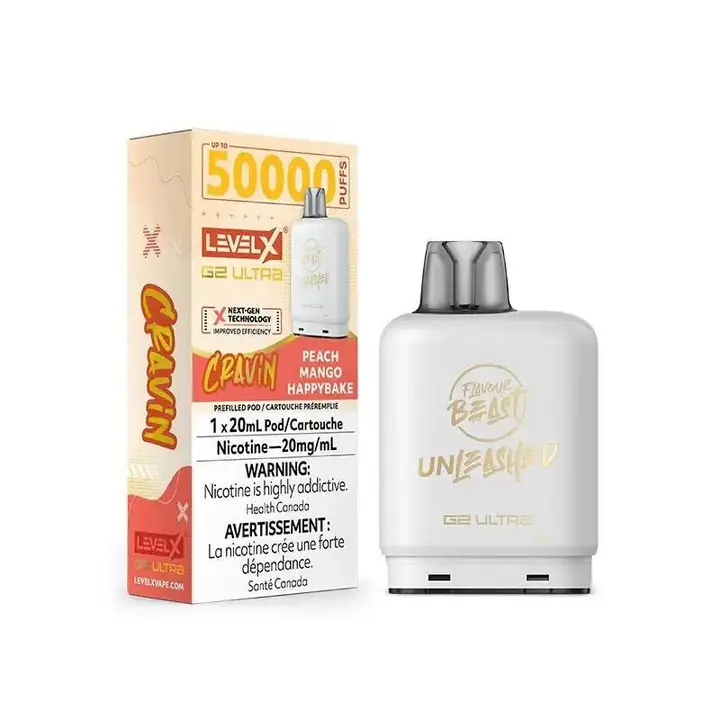 UP TO
50000
PUFFS
LEVELX®
G2 ULTRA
X NEXT-GEN
TECHNOLOGY
IMPROVED EFFICIENCY
CRAVIN
PEACH
MANGO
HAPPYBAKE
PREFILLED POD / CARTOUCHE PRÉREMPLIE
1 x 20mL Pod/Cartouche
Nicotine—20mg/mL
WARNING:
Nicotine is highly addictive.
Health Canada
AVERTISSEMENT :
La nicotine crée une forte
dépendance.
Santé Canada
CRAVIN
LEVELX
G2 ULTRA
LEVELXVAPE.COM
FLAVOUR
BEAST
UNLEASHED
G2 ULTRA